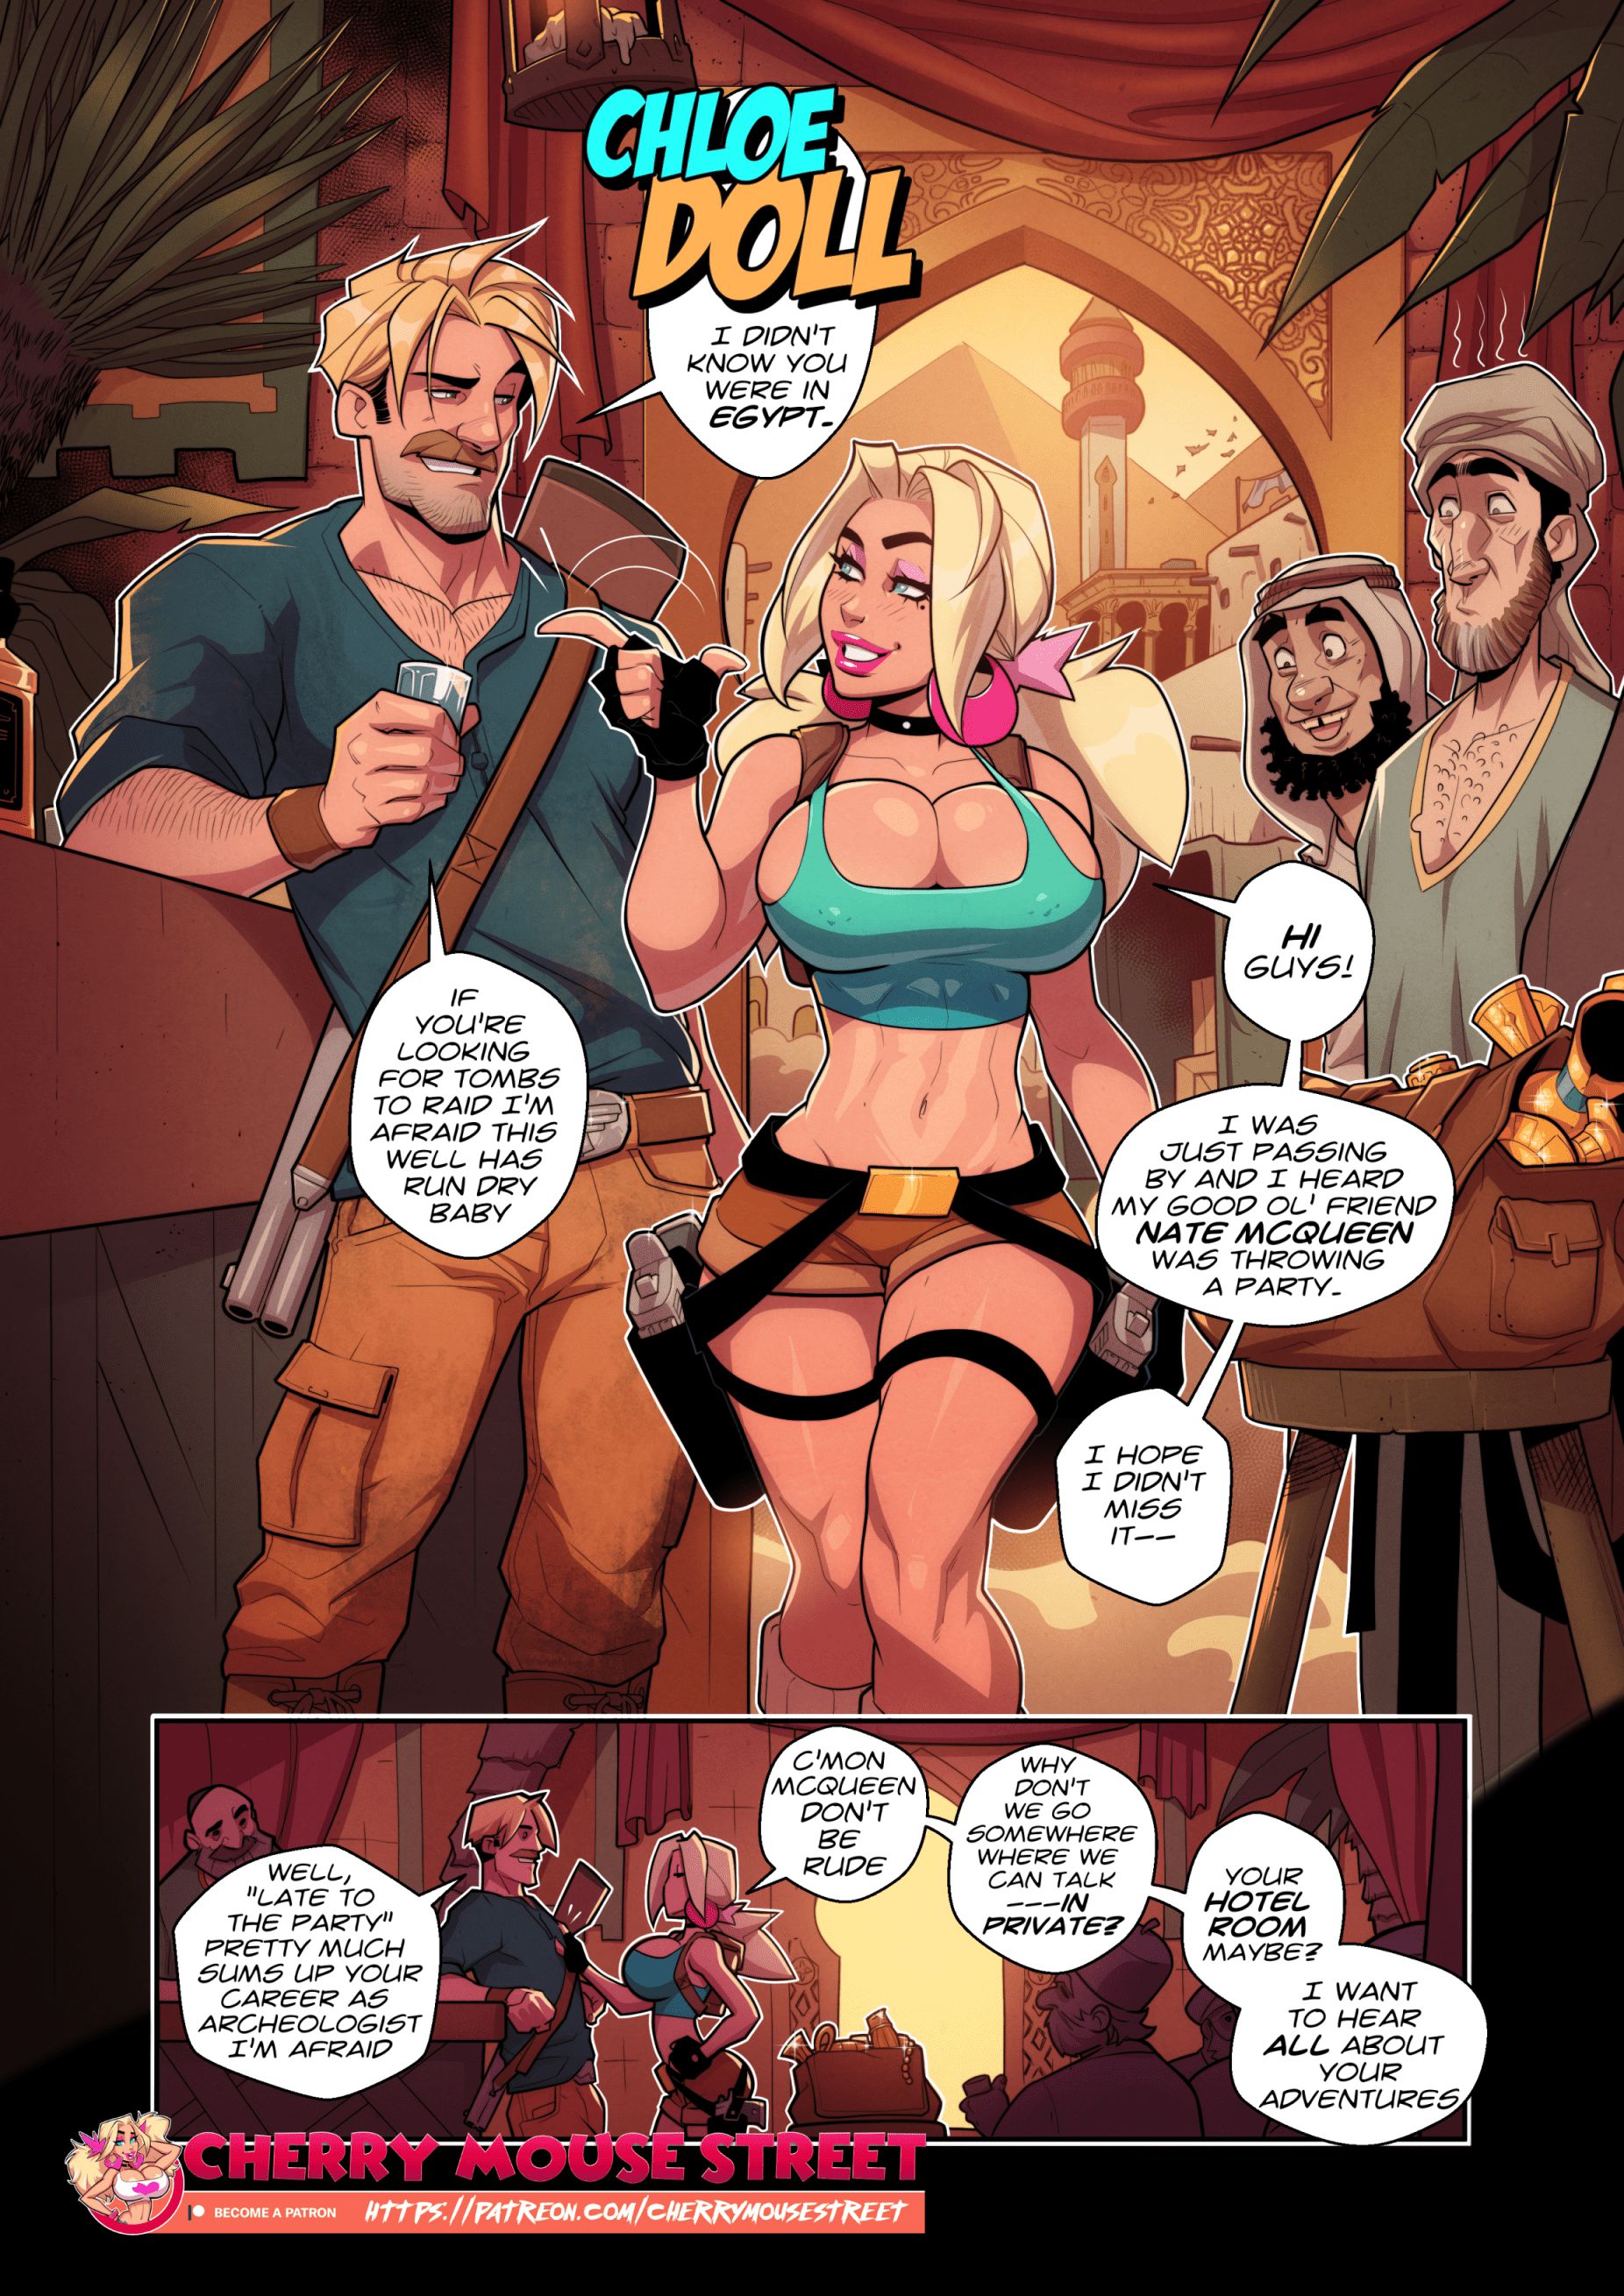 CHLOE
DOLL
I DIDN'T
KNOW YOU
WERE IN
EGYPT-
IF
YOU'RE
LOOKING
FOR TOMBS
TO RAID I'M
AFRAID THIS
WELL HAS
RUN DRY
BABY
HI
GUYS!
I WAS
JUST PASSING
BY AND I HEARD
MY GOOD OL' FRIEND
NATE MCQUEEN
WAS THROWING
A PARTY-
I HOPE
I DIDN'T
MISS
IT--
WELL,
"LATE TO
THE PARTY"
PRETTY MUCH
SUMS UP YOUR
CAREER AS
ARCHEOLOGIST
I'M AFRAID
C'MON
MCQUEEN
DON'T
BE
RUDE
WHY
DON'T
WE GO
SOMEWHERE
WHERE WE
CAN TALK
---IN
PRIVATE?
YOUR
HOTEL
ROOM
MAYBE?
I WANT
TO HEAR
ALL ABOUT
YOUR
ADVENTURES
CHERRY MOUSE STREET
BECOME A PATRON HTTPS://PATREON.COM/CHERRYMOUSESTREET